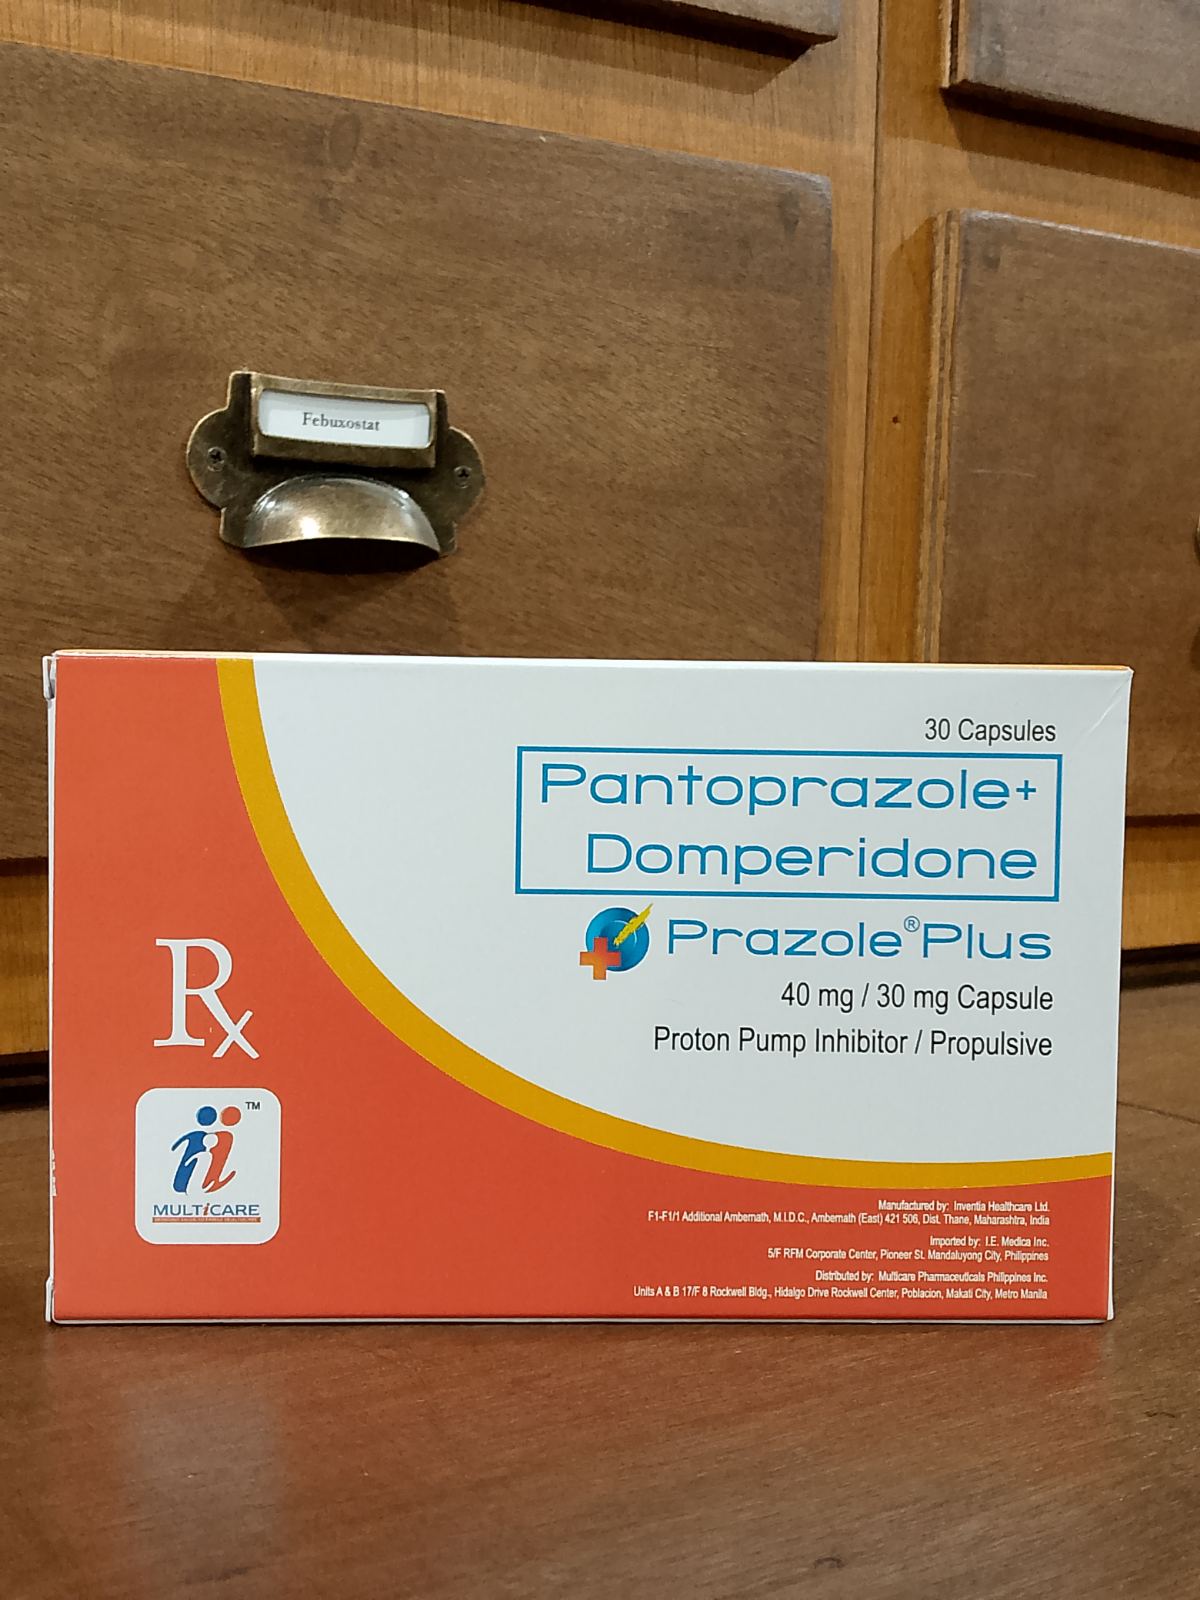 Febuxostat
30 Capsules
Pantoprazole+
Domperidone
Prazole®Plus
40 mg / 30 mg Capsule
Proton Pump Inhibitor / Propulsive
Rx
TM
MULTiCARE
Manufactured by: Inventia Healthcare Ltd.
F1-F1/1 Additional Ambernath, M.I.D.C., Ambernath (East) 421 506, Dist. Thane, Maharashtra, India
Imported by: I.E. Medica Inc.
5/F RFM Corporate Center, Pioneer St. Mandaluyong City, Philippines
Distributed by: Multicare Pharmaceuticals Philippines Inc.
Units A & B 17/F 8 Rockwell Bldg., Hidalgo Drive Rockwell Center, Poblacion, Makati City, Metro Manila